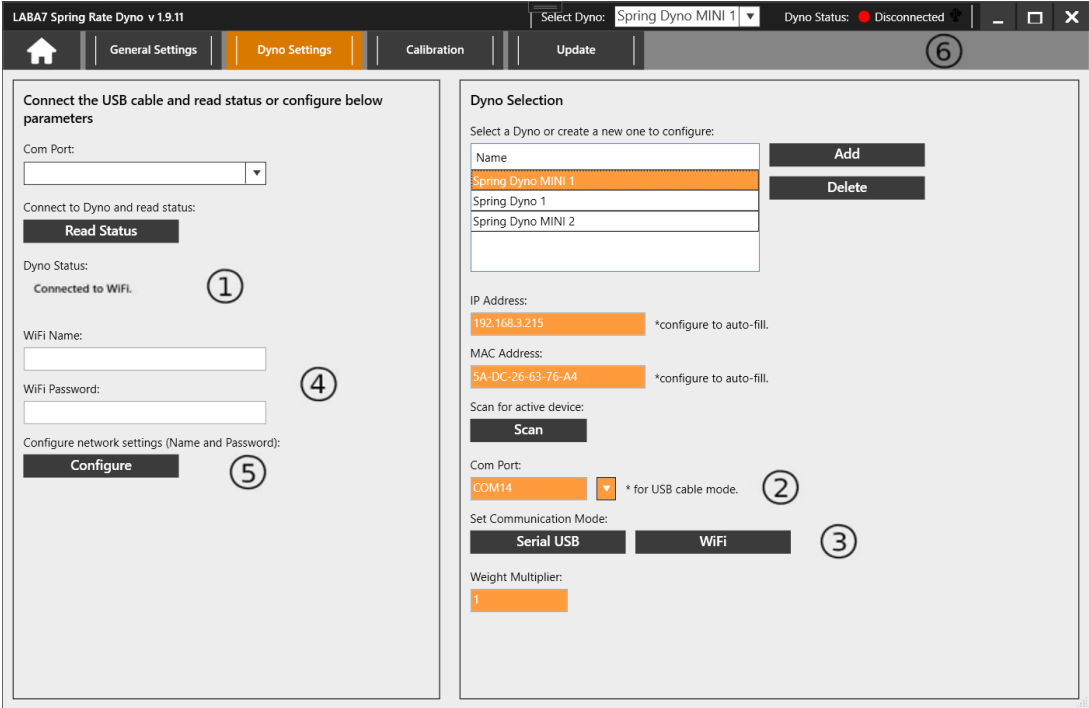 LABA7 Spring Rate Dyno v 1.9.11
Select Dyno: Spring Dyno MINI 1
Dyno Status: Disconnected
General Settings
Dyno Settings
Calibration
Update
⑥
Connect the USB cable and read status or configure below
parameters
Com Port:
Connect to Dyno and read status:
Read Status
Dyno Status:
Connected to WiFi.
①
WiFi Name:
④
WiFi Password:
Configure network settings (Name and Password):
Configure
⑤
Dyno Selection
Select a Dyno or create a new one to configure:
Name
Spring Dyno MINI 1
Spring Dyno 1
Spring Dyno MINI 2
Add
Delete
IP Address:
192.168.3.215 *configure to auto-fill.
MAC Address:
5A-DC-26-63-76-A4 *configure to auto-fill.
Scan for active device:
Scan
Com Port:
COM14 * for USB cable mode.
②
Set Communication Mode:
Serial USB WiFi
③
Weight Multiplier:
1